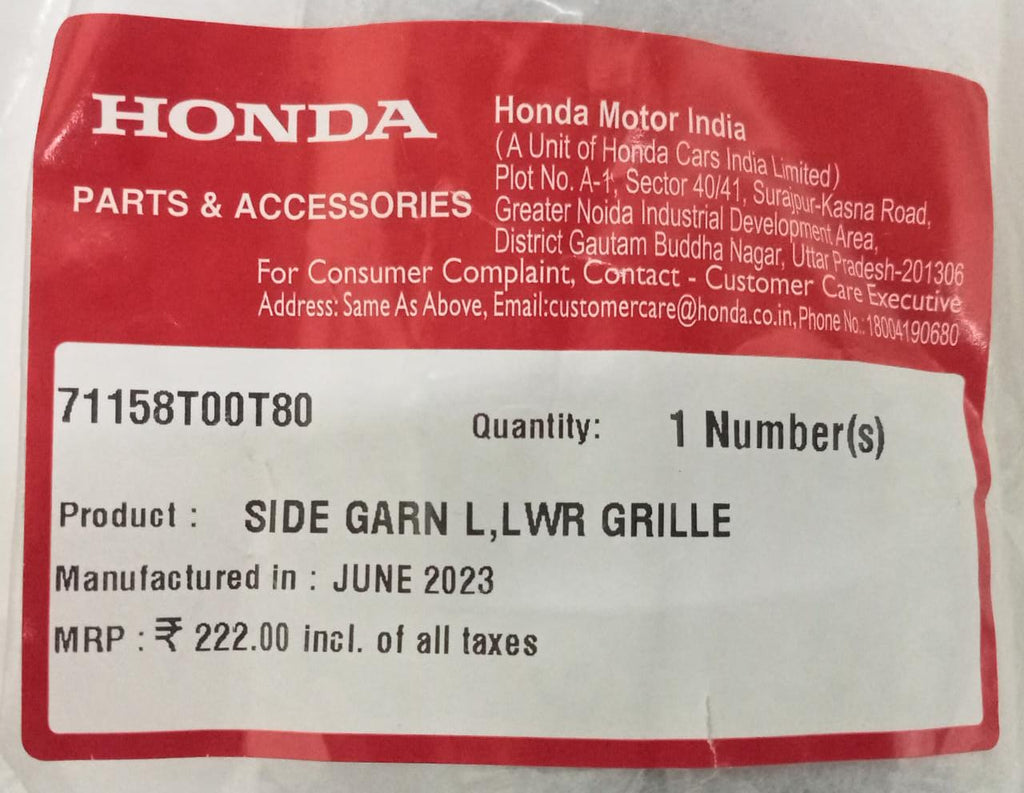 HONDA
PARTS & ACCESSORIES
Honda Motor India
(A Unit of Honda Cars India Limited)
Plot No. A-1, Sector 40/41, Surajpur-Kasna Road,
Greater Noida Industrial Development Area,
District Gautam Buddha Nagar, Uttar Pradesh-201306
For Consumer Complaint, Contact - Customer Care Executive
Address: Same As Above, Email:customercare@honda.co.in, Phone No.: 18004190680
71158T00T80
Quantity: 1 Number(s)
Product : SIDE GARN L,LWR GRILLE
Manufactured in : JUNE 2023
MRP : ₹ 222.00 incl. of all taxes